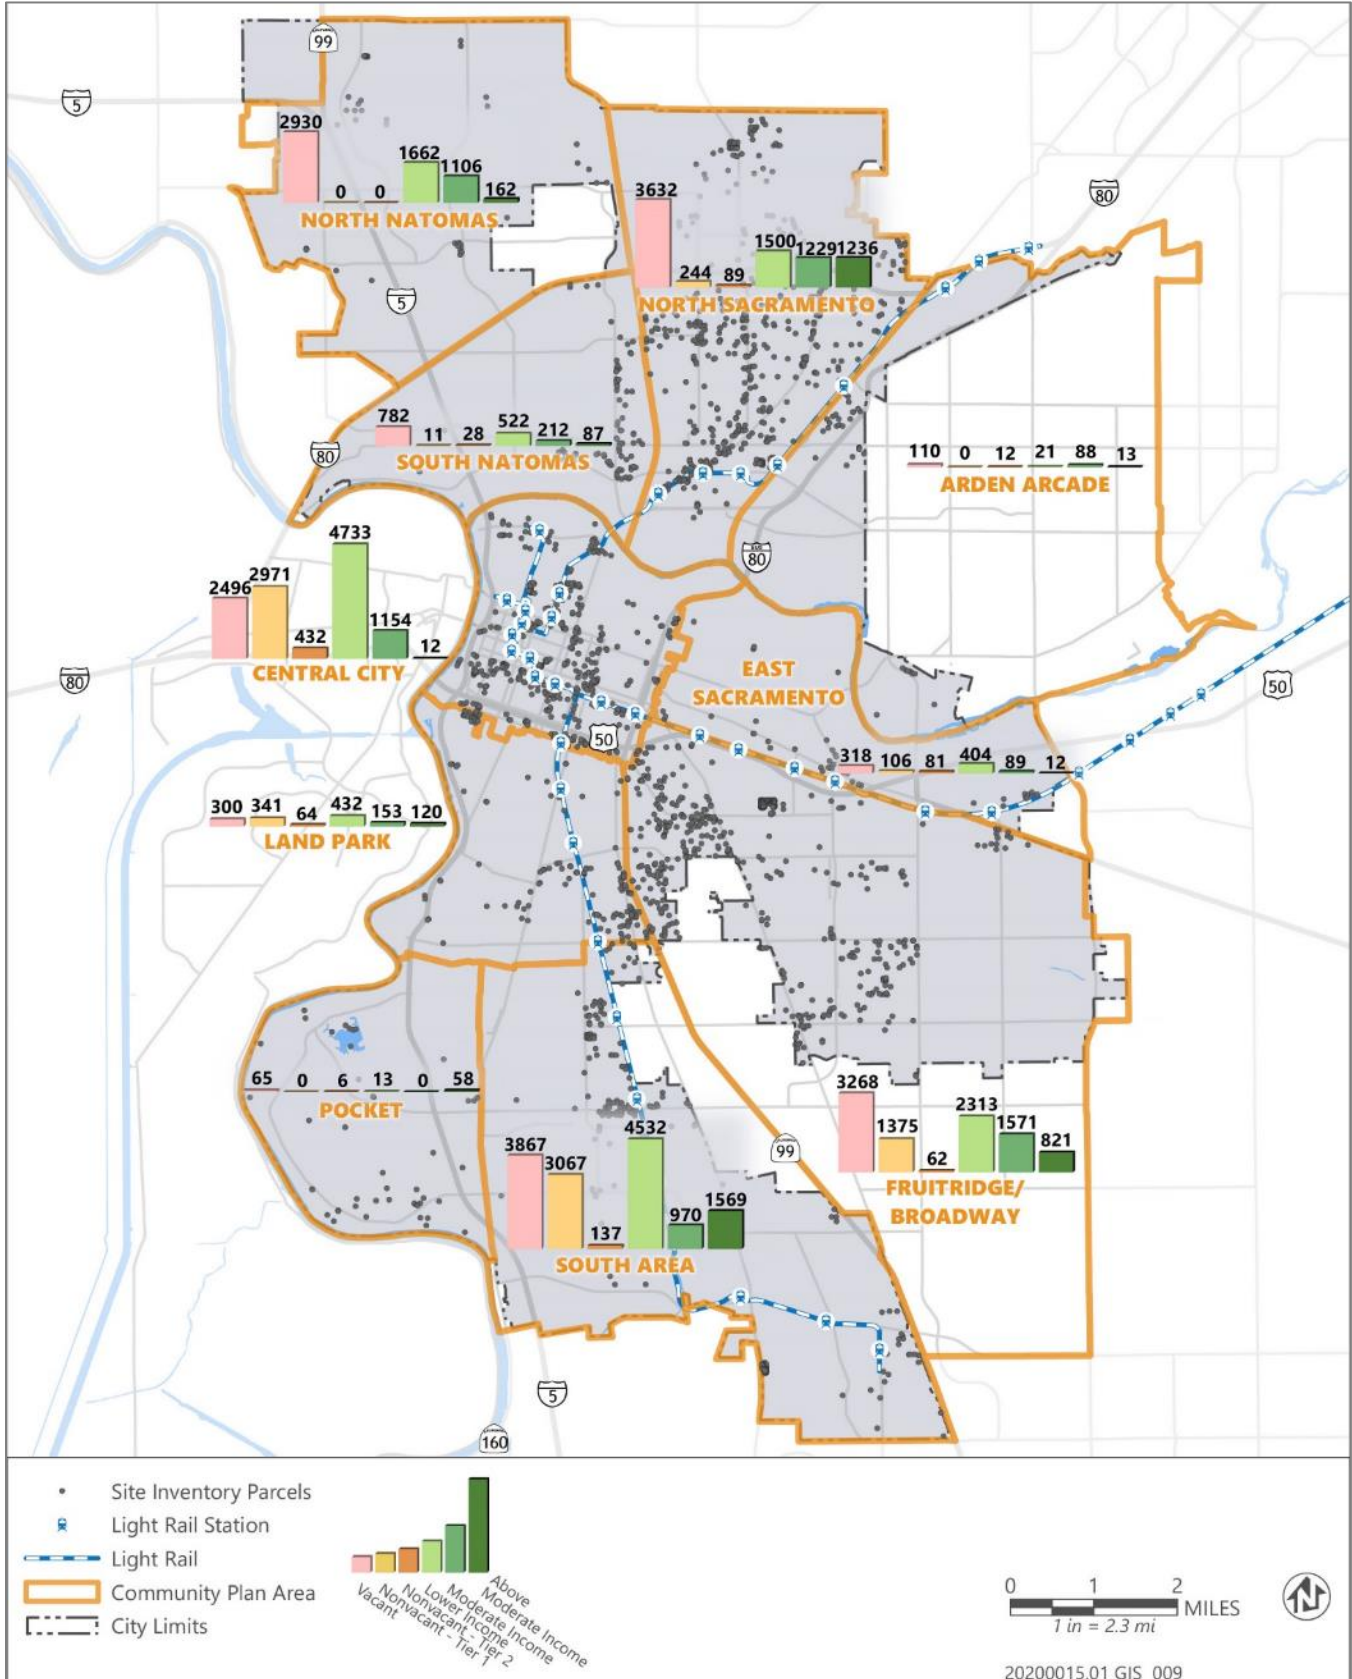 99
5
2930
0
0
1662
1106
162
NORTH NATOMAS
3632
244
89
1500
1229
1236
NORTH SACRAMENTO
80
5
782
11
28
522
212
87
SOUTH NATOMAS
80
110
0
12
21
88
13
ARDEN ARCADE
80
2496
2971
432
4733
1154
12
CENTRAL CITY
80
EAST
SACRAMENTO
50
50
318
106
81
404
89
12
300
341
64
432
153
120
LAND PARK
65
0
6
13
0
58
POCKET
3268
1375
62
2313
1571
821
FRUITRIDGE/
BROADWAY
99
3867
3067
137
4532
970
1569
SOUTH AREA
5
160
Site Inventory Parcels
Light Rail Station
Light Rail
Community Plan Area
City Limits
Vacant
Nonvacant - Tier 1
Nonvacant - Tier 2
Lower Income
Moderate Income
Above
Moderate Income
0 1 2
MILES
1 in = 2.3 mi
N
20200015.01 GIS 009